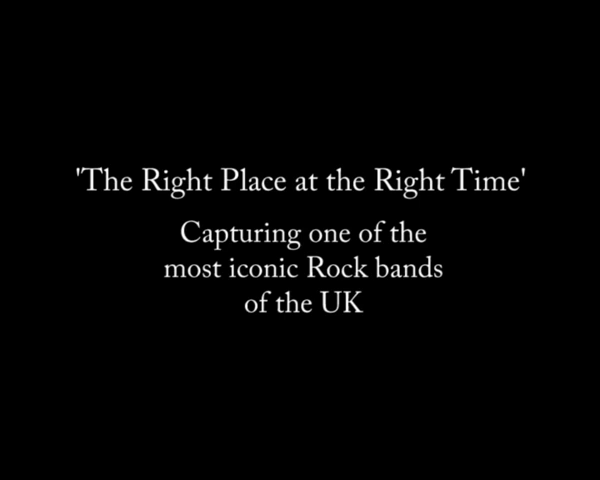 'The Right Place at the Right Time'
Capturing one of the
most iconic Rock bands
of the UK